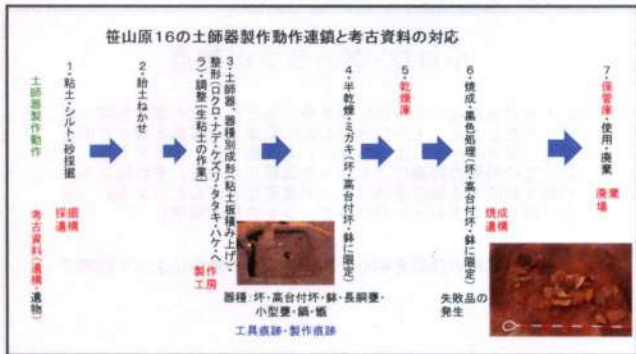 笹山原16の土師器製作動作連鎖と考古資料の対応
土師器製作動作
1・粘土・シルト・砂採掘
2・胎土ねかせ
3・土師器、器種別成形(粘土板積み上げ)・
整形(ロクロ・ナデ・ケズリ・タタキ・ハケ・ヘ
ラ)・調整(生粘土の作業)
4・半乾燥・ミガキ(坏・高台付坏・鉢に限定)
5・乾燥庫
6・焼成・黒色処理(坏・高台付坏・鉢に限定)
7・保管庫・使用・廃棄
考古資料(遺構・遺物)
採掘
遺構
製作
工房
器種:坏・高台付坏・鉢・長胴甕・
小型甕・鍋・甑
工具痕跡・製作痕跡
焼成
遺構
失敗品の
発生
廃棄
場